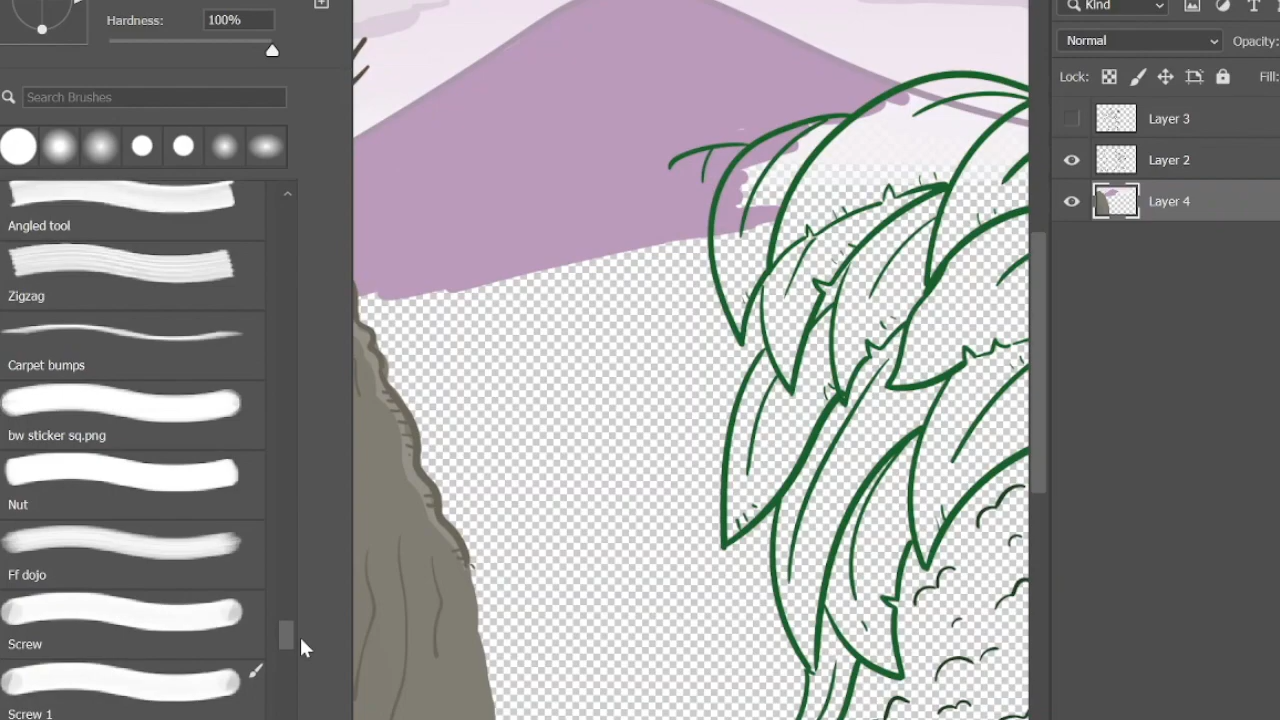 Hardness: 100%
Search Brushes
Angled tool
Zigzag
Carpet bumps
bw sticker sq.png
Nut
Ff dojo
Screw
Screw 1
Kind
Normal
Opacity:
Lock:
Fill:
Layer 3
Layer 2
Layer 4